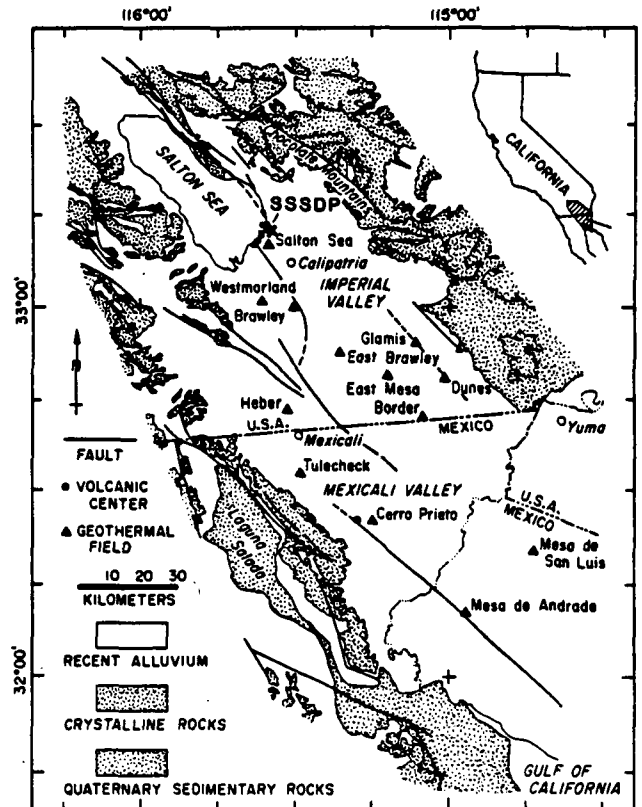 116°00'
115°00'
SALTON SEA
Chocolate Mountains
CALIFORNIA
SSSDP
Salton Sea
Calipatria
33°00'
Westmorland
IMPERIAL
VALLEY
Brawley
Glamis
East Brawley
East Mesa
Dunes
Border
Heber
U.S.A.
MEXICO
Mexicali
Yuma
N
FAULT
VOLCANIC
CENTER
GEOTHERMAL
FIELD
Tulecheck
MEXICALI VALLEY
Cerro Prieto
U.S.A.
MEXICO
Mesa de
San Luis
Laguna
Salada
10 20 30
KILOMETERS
Mesa de Andrade
32°00'
RECENT ALLUVIUM
CRYSTALLINE ROCKS
QUATERNARY SEDIMENTARY ROCKS
GULF OF
CALIFORNIA